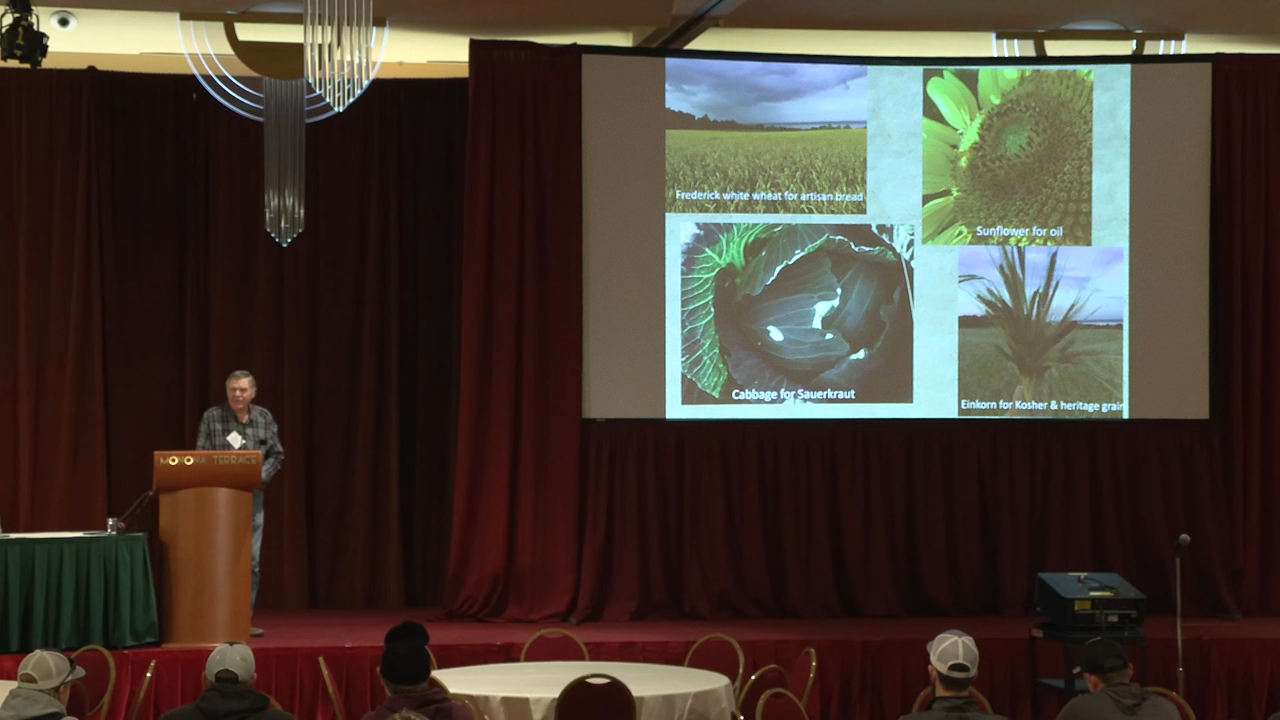 Frederick white wheat for artisan bread
Sunflower for oil
Cabbage for Sauerkraut
Einkorn for Kosher & heritage grain
MONONA TERRACE